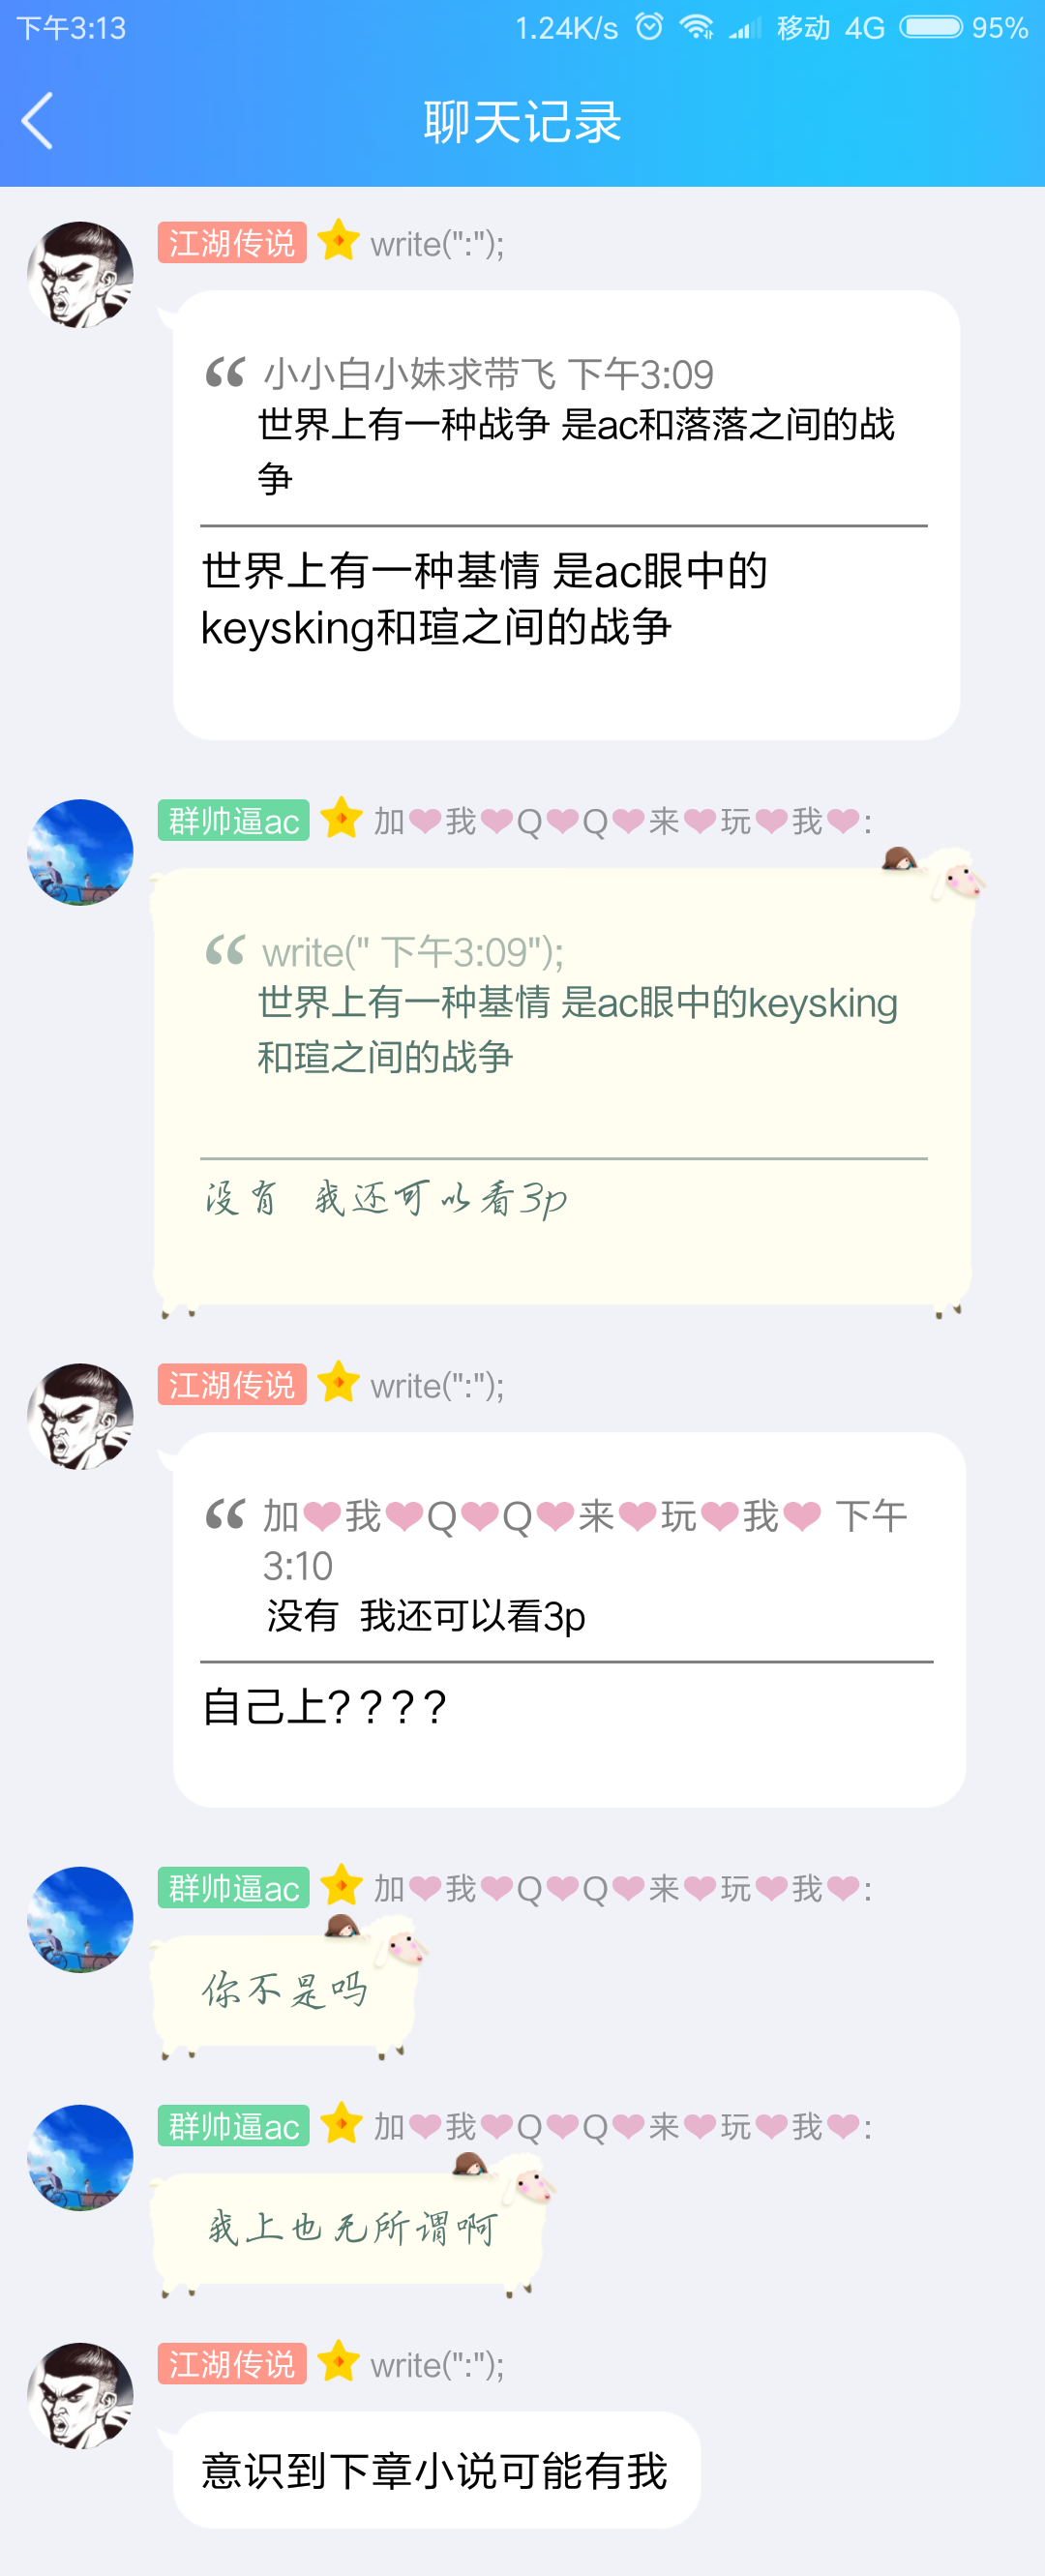 下午3:13 1.24K/s 移动 4G 95%
聊天记录
江湖传说 write(":");
“ 小小白小妹求带飞 下午3:09
世界上有一种战争 是ac和落落之间的战
争
世界上有一种基情 是ac眼中的
keysking和瑄之间的战争
群帅逼ac 加❤我❤Q❤Q❤来❤玩❤我❤:
“ write(" 下午3:09");
世界上有一种基情 是ac眼中的keysking
和瑄之间的战争
没有 我还可以看3p
江湖传说 write(":");
“ 加❤我❤Q❤Q❤来❤玩❤我❤ 下午
3:10
没有 我还可以看3p
自己上????
群帅逼ac 加❤我❤Q❤Q❤来❤玩❤我❤:
你不是吗
群帅逼ac 加❤我❤Q❤Q❤来❤玩❤我❤:
我上也无所谓啊
江湖传说 write(":");
意识到下章小说可能有我